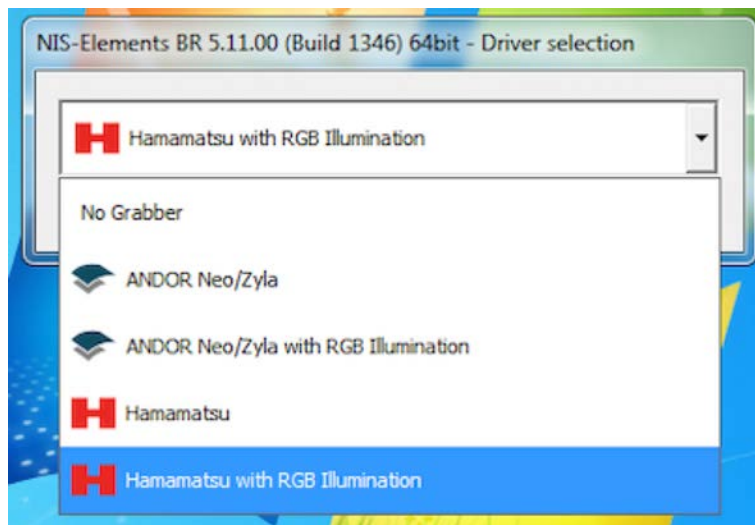 NIS-Elements BR 5.11.00 (Build 1346) 64bit - Driver selection
Hamamatsu with RGB Illumination
No Grabber
ANDOR Neo/Zyla
ANDOR Neo/Zyla with RGB Illumination
Hamamatsu
Hamamatsu with RGB Illumination